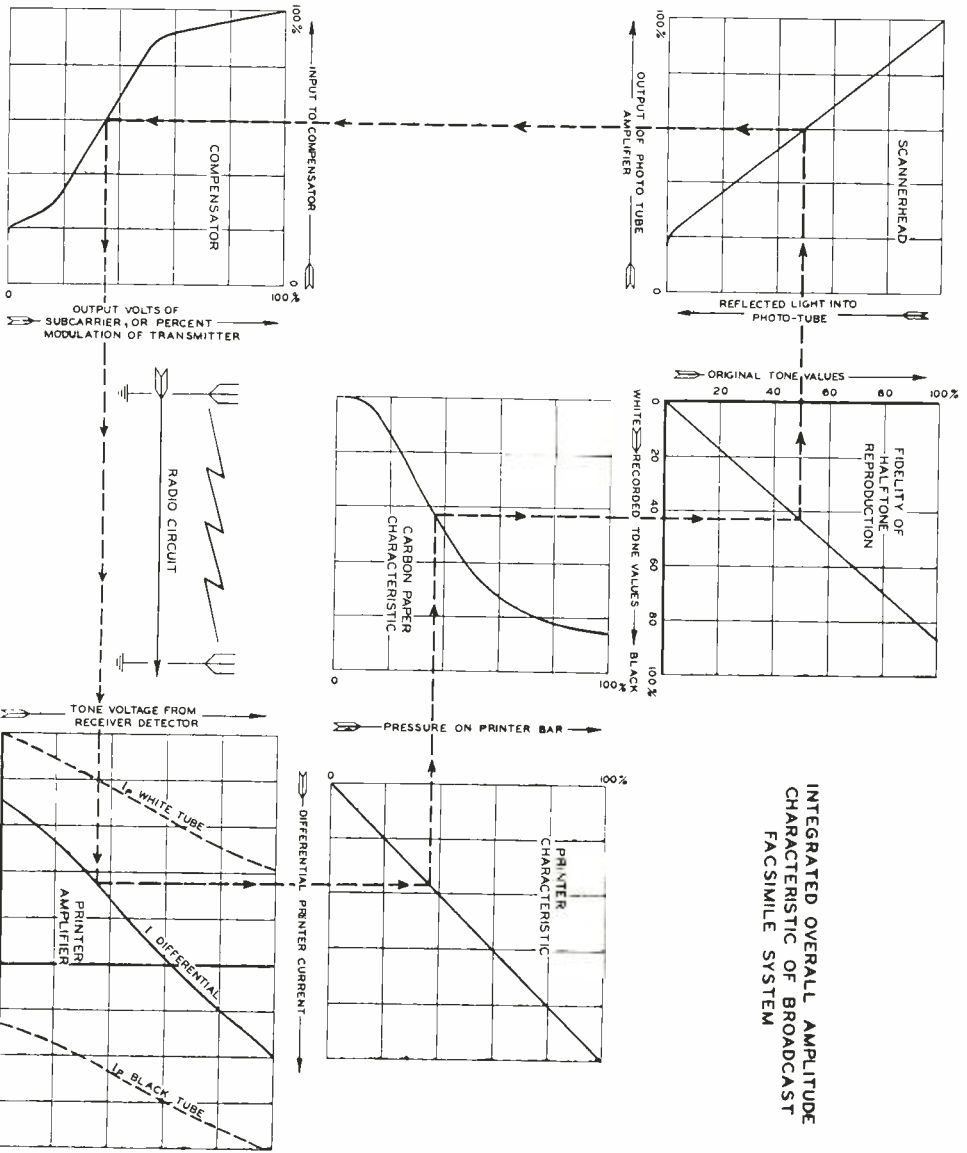 INTEGRATED OVERALL AMPLITUDE
CHARACTERISTIC OF BROADCAST
FACSIMILE SYSTEM
100%
INPUT TO COMPENSATOR
0
COMPENSATOR
0
100%
OUTPUT VOLTS OF
SUBCARRIER, OR PERCENT
MODULATION OF TRANSMITTER
100%
OUTPUT OF PHOTO TUBE
AMPLIFIER
0
SCANNERHEAD
REFLECTED LIGHT INTO
PHOTO-TUBE
ORIGINAL TONE VALUES
20
40
60
80
100%
FIDELITY OF
HALFTONE
REPRODUCTION
0
20
40
60
80
100%
WHITE
RECORDED TONE VALUES
BLACK
CARBON PAPER
CHARACTERISTIC
100%
RADIO CIRCUIT
TONE VOLTAGE FROM
RECEIVER DETECTOR
PRESSURE ON PRINTER BAR
0
100%
PRINTER
CHARACTERISTIC
DIFFERENTIAL PRINTER CURRENT
IP WHITE TUBE
I DIFFERENTIAL
PRINTER
AMPLIFIER
IP BLACK TUBE